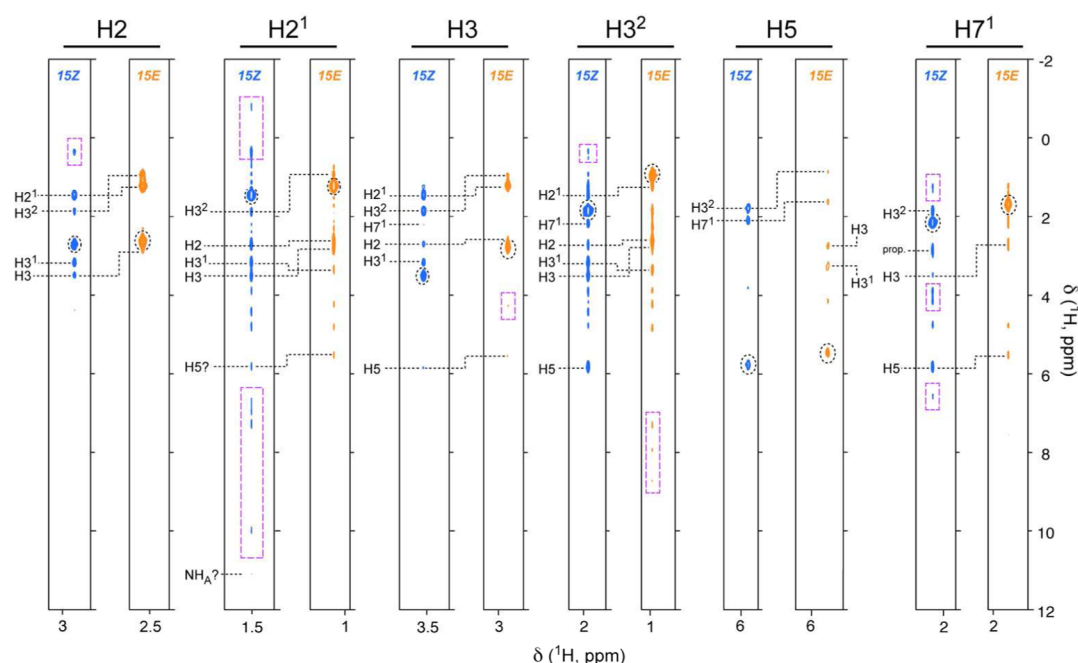 H2 H2¹ H3 H3² H5 H7¹
15Z 15E 15Z 15E 15Z 15E 15Z 15E 15Z 15E 15Z 15E
-2
0
2
4
6
8
10
12
δ (¹H, ppm)
H2¹
H3²
H3¹
H3
H3²
H2
H3¹
H3
H5?
NH_A?
H2¹
H3²
H7¹
H2
H3¹
H5
H2¹
H3²
H7¹
H2
H3¹
H3
H5
H3²
H7¹
H3
H3¹
H3²
prop.
H3
H5
3 2.5 1.5 1 3.5 3 2 1 6 6 2 2
δ (¹H, ppm)